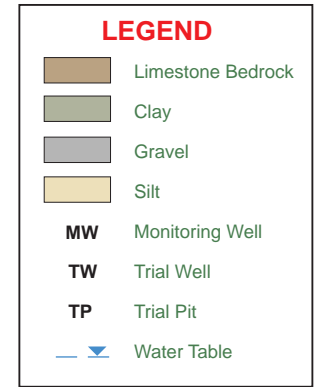 LEGEND
Limestone Bedrock
Clay
Gravel
Silt
MW Monitoring Well
TW Trial Well
TP Trial Pit
Water Table